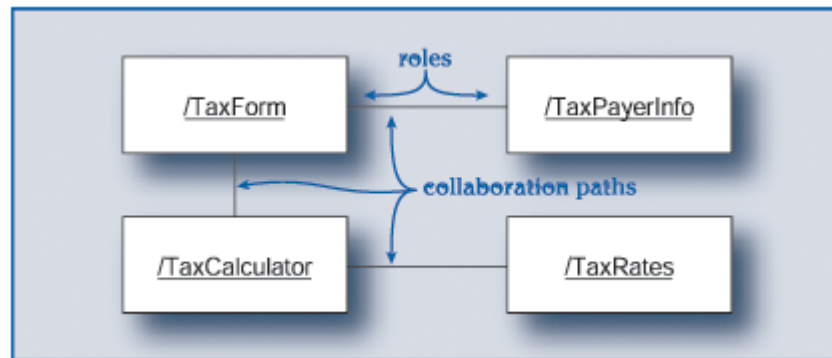 roles
/TaxForm
/TaxPayerInfo
collaboration paths
/TaxCalculator
/TaxRates